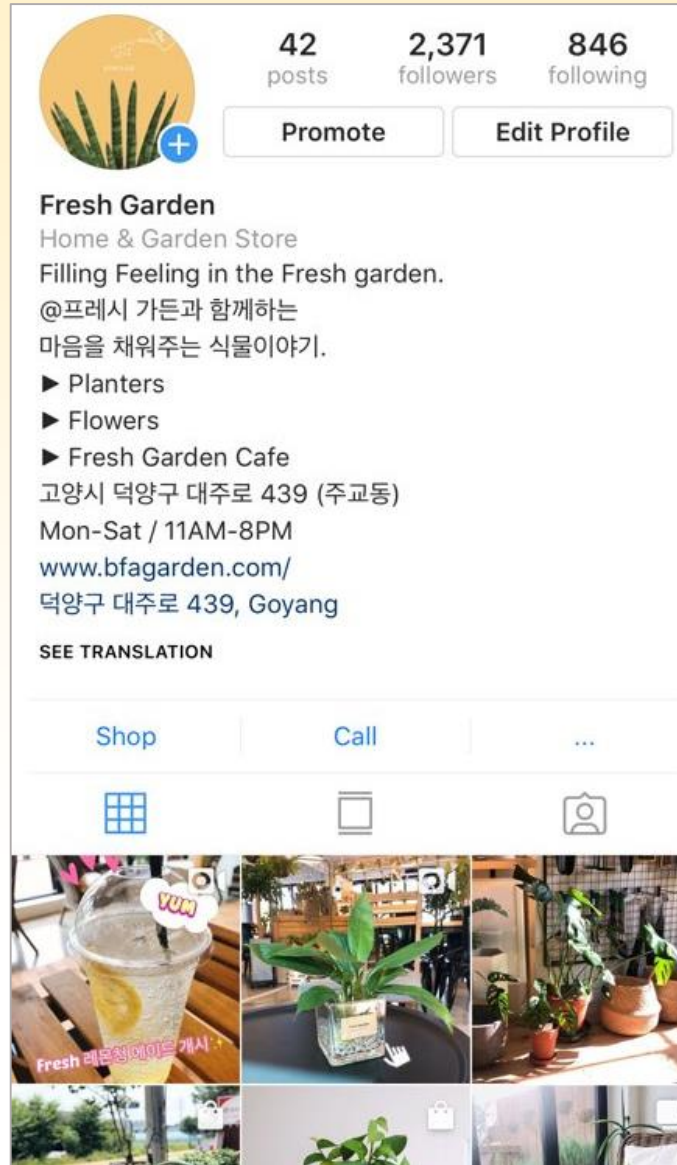 42 2,371 846
posts followers following
Promote Edit Profile
Fresh Garden
Home & Garden Store
Filling Feeling in the Fresh garden.
@프레시 가든과 함께하는
마음을 채워주는 식물이야기.
▶ Planters
▶ Flowers
▶ Fresh Garden Cafe
고양시 덕양구 대주로 439 (주교동)
Mon-Sat / 11AM-8PM
www.bfagarden.com/
덕양구 대주로 439, Goyang
SEE TRANSLATION
Shop Call ...
YUM
Fresh 레몬청 에이드 개시